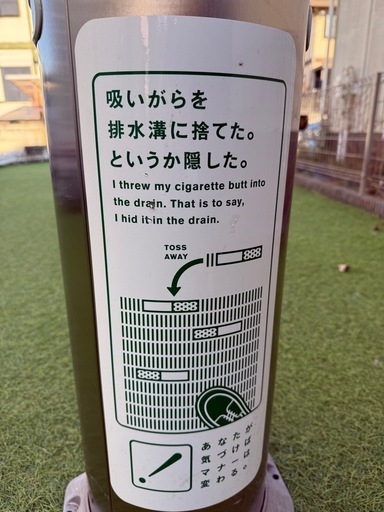 吸いがらを
排水溝に捨てた。
というか隠した。
I threw my cigarette butt into
the drain. That is to say,
I hid it in the drain.
TOSS
AWAY
あなたが
気づけば
マナーは
変わる。